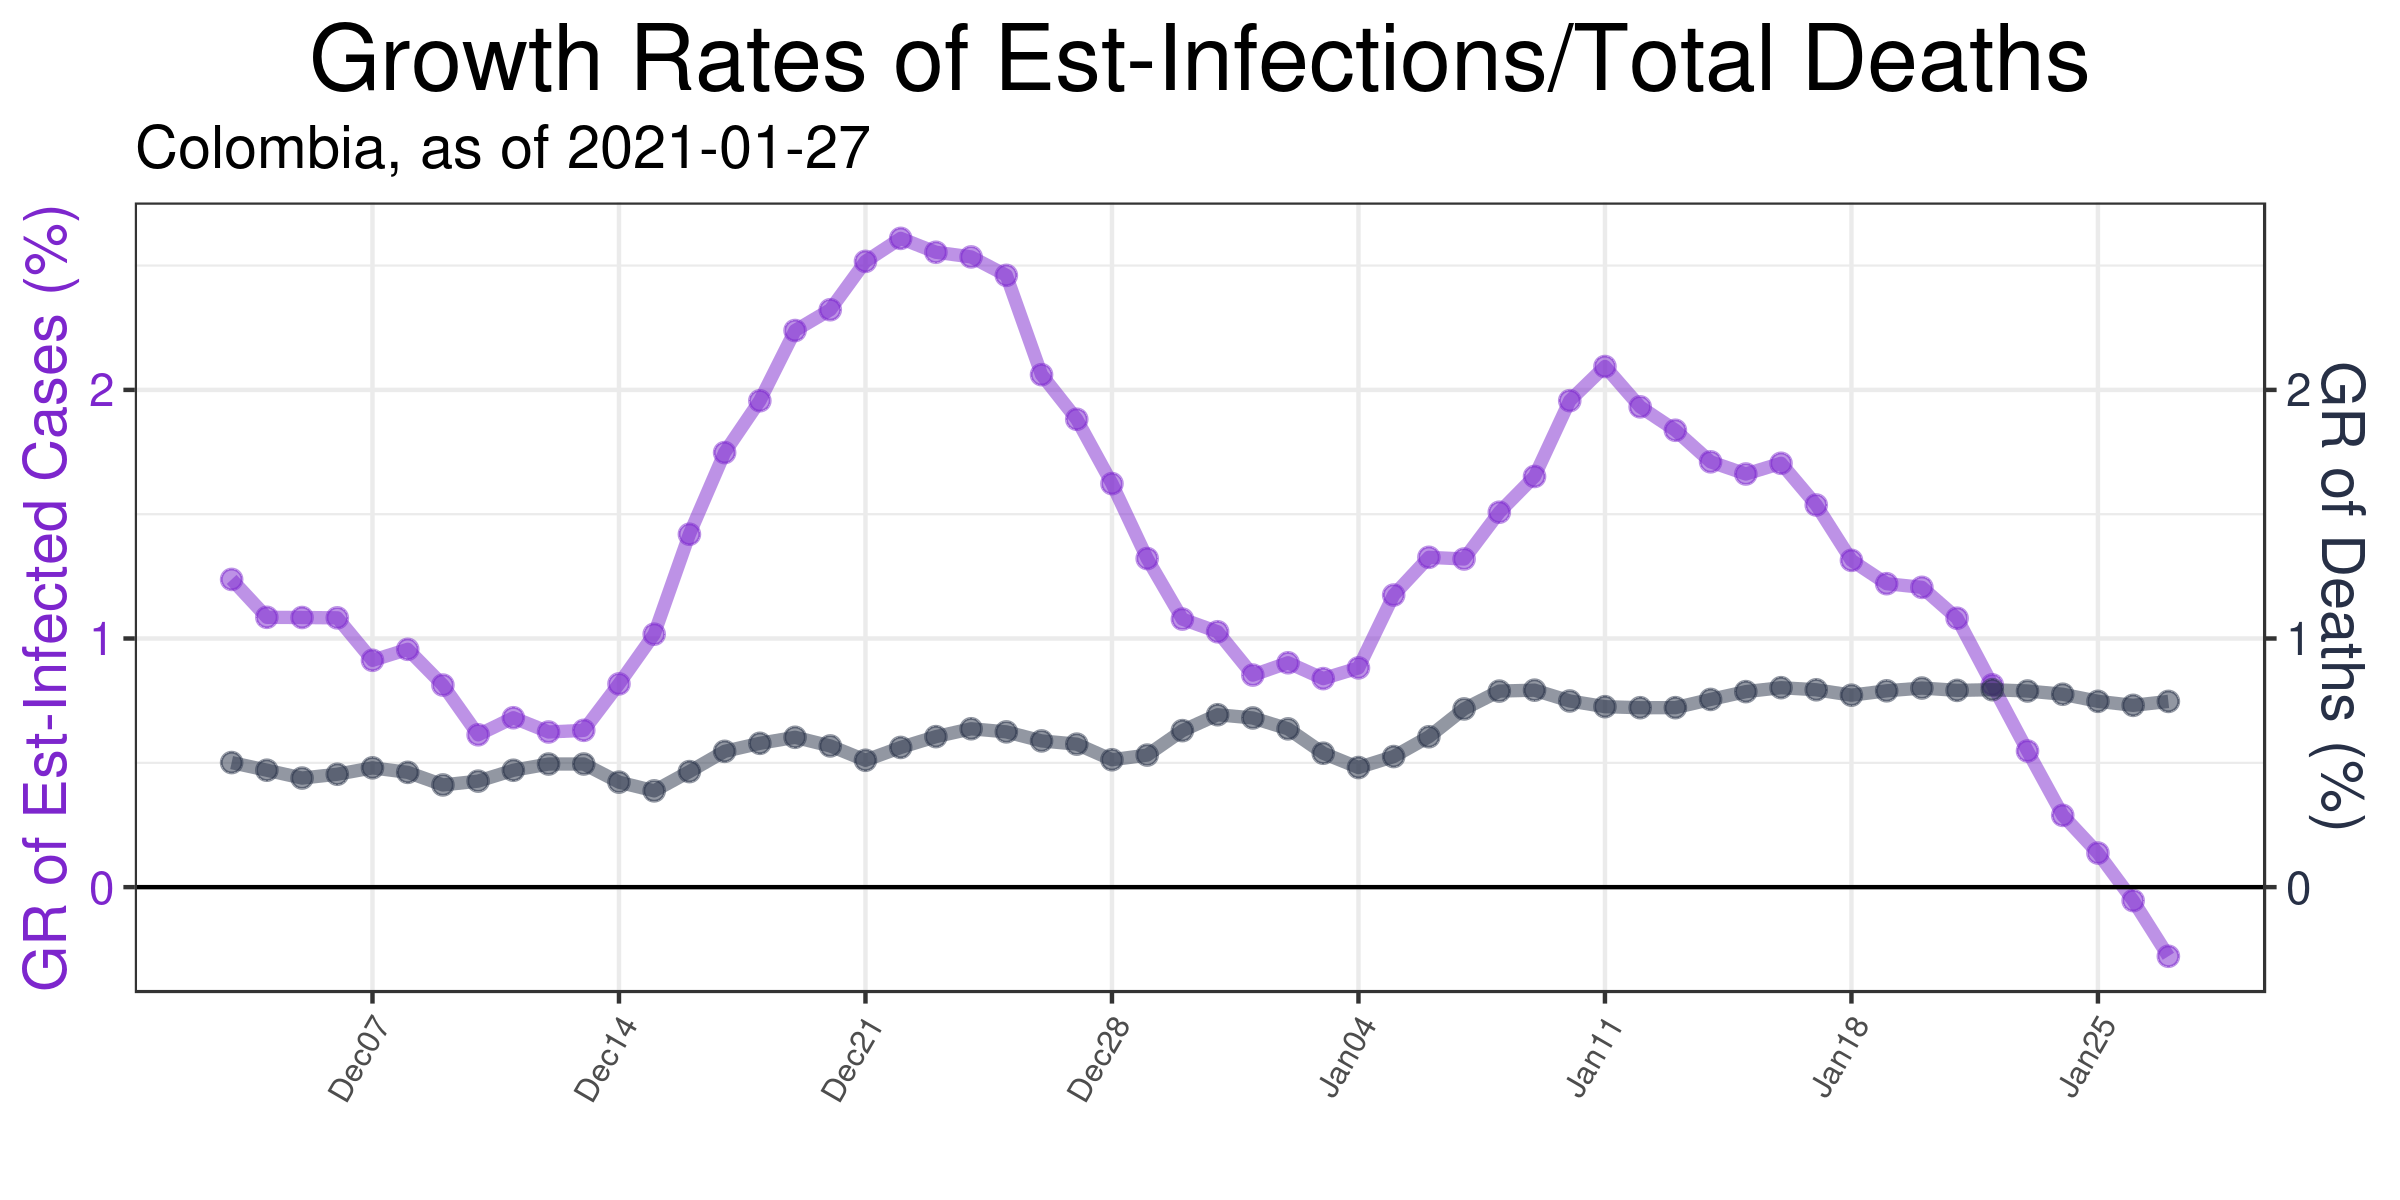 Growth Rates of Est-Infections/Total Deaths
Colombia, as of 2021-01-27
GR of Est-Infected Cases (%)
2
1
0
2
1
0
GR of Deaths (%)
Dec07
Dec14
Dec21
Dec28
Jan04
Jan11
Jan18
Jan25